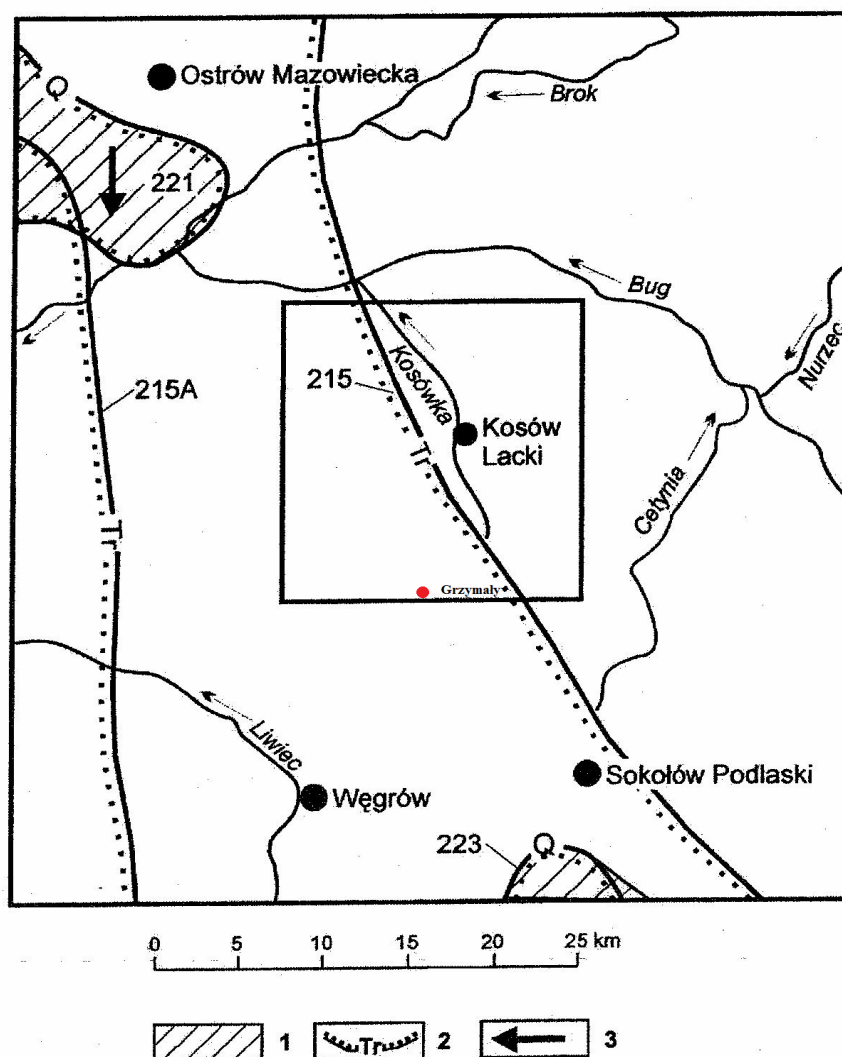 Q
Ostrów Mazowiecka
Brok
221
Bug
Nurzec
215
Kosówka
215A
Kosów
Lacki
Tr
Cetynia
Tr
Grzymały
Liwiec
Węgrów
Sokołów Podlaski
223
Q
0 5 10 15 20 25 km
1 Tr 2 3